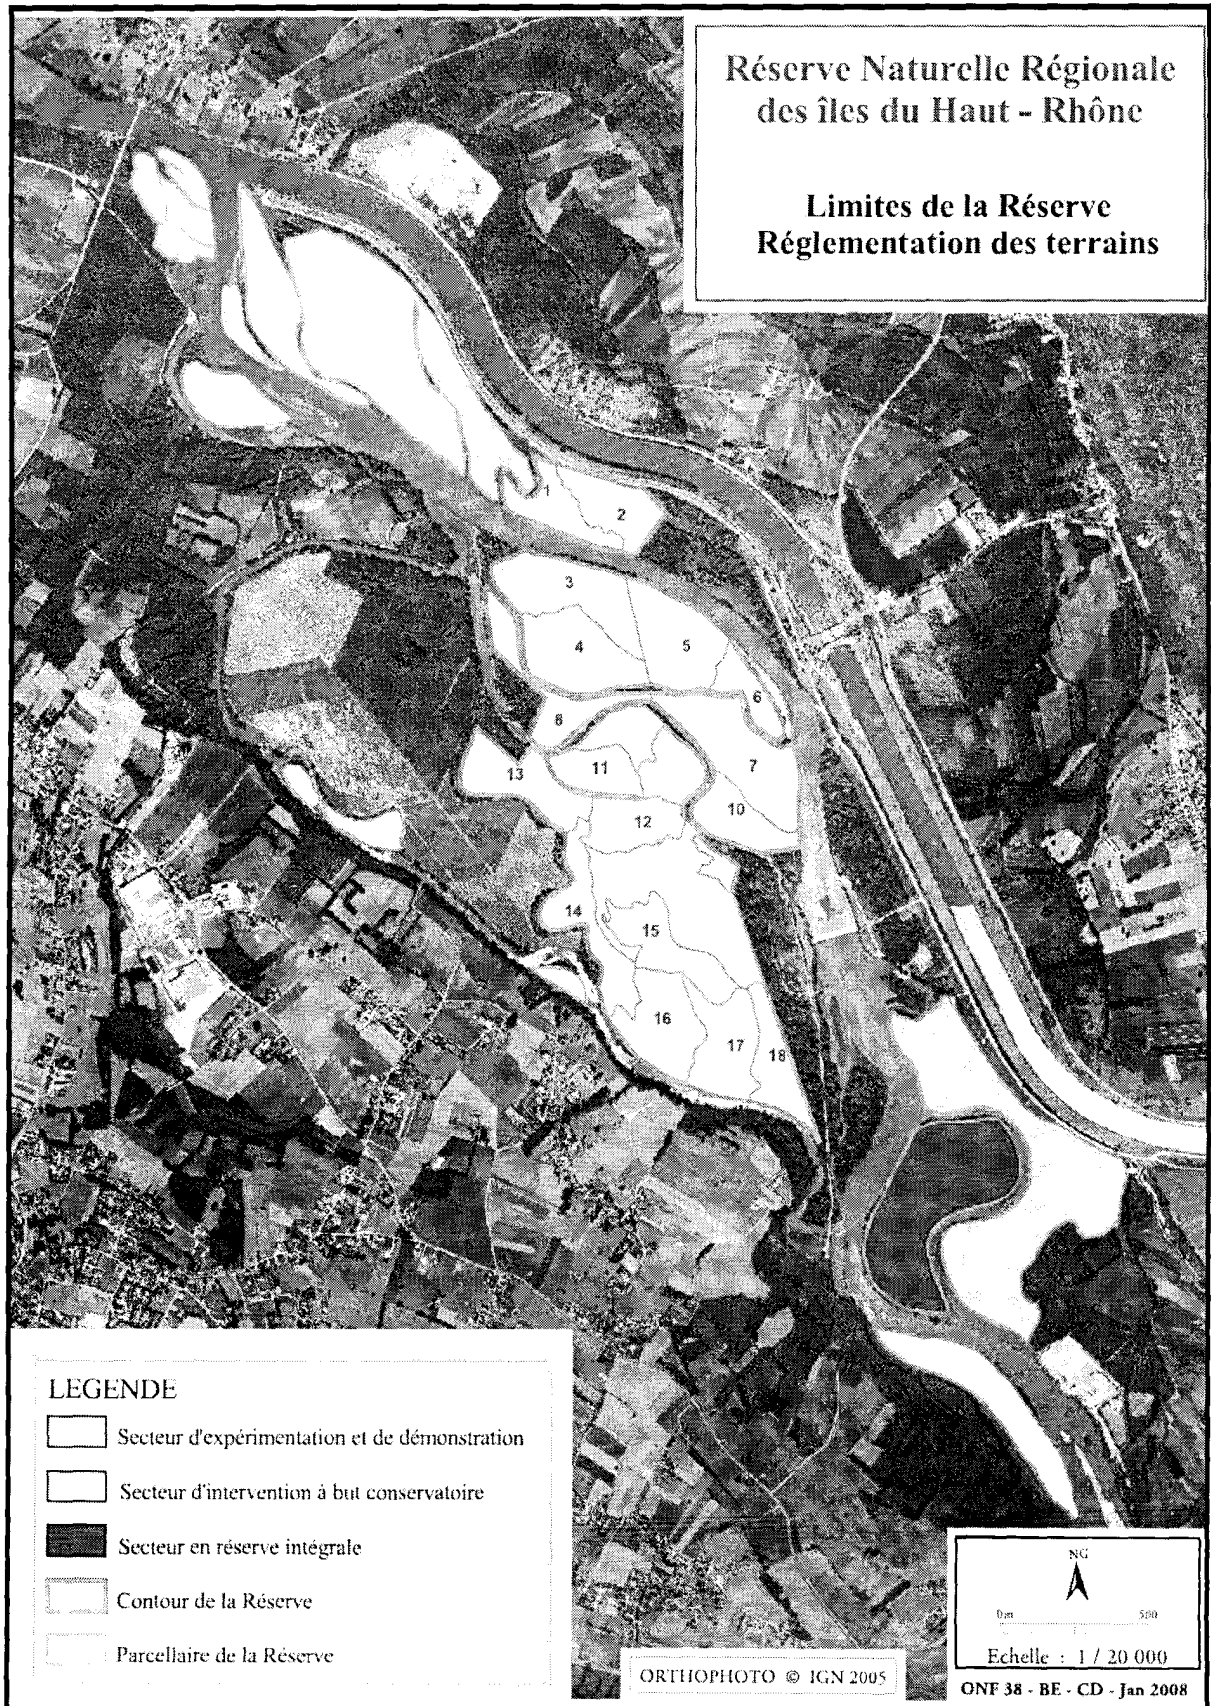 Réserve Naturelle Régionale
des îles du Haut - Rhône
Limites de la Réserve
Réglementation des terrains
1
2
3
4
5
6
7
8
10
11
12
13
14
15
16
17
18
LEGENDE
Secteur d'expérimentation et de démonstration
Secteur d'intervention à but conservatoire
Secteur en réserve intégrale
Contour de la Réserve
Parcellaire de la Réserve
NG
0m 500
Echelle : 1 / 20 000
ORTHOPHOTO © IGN 2005
ONF 38 - BE - CD - Jan 2008